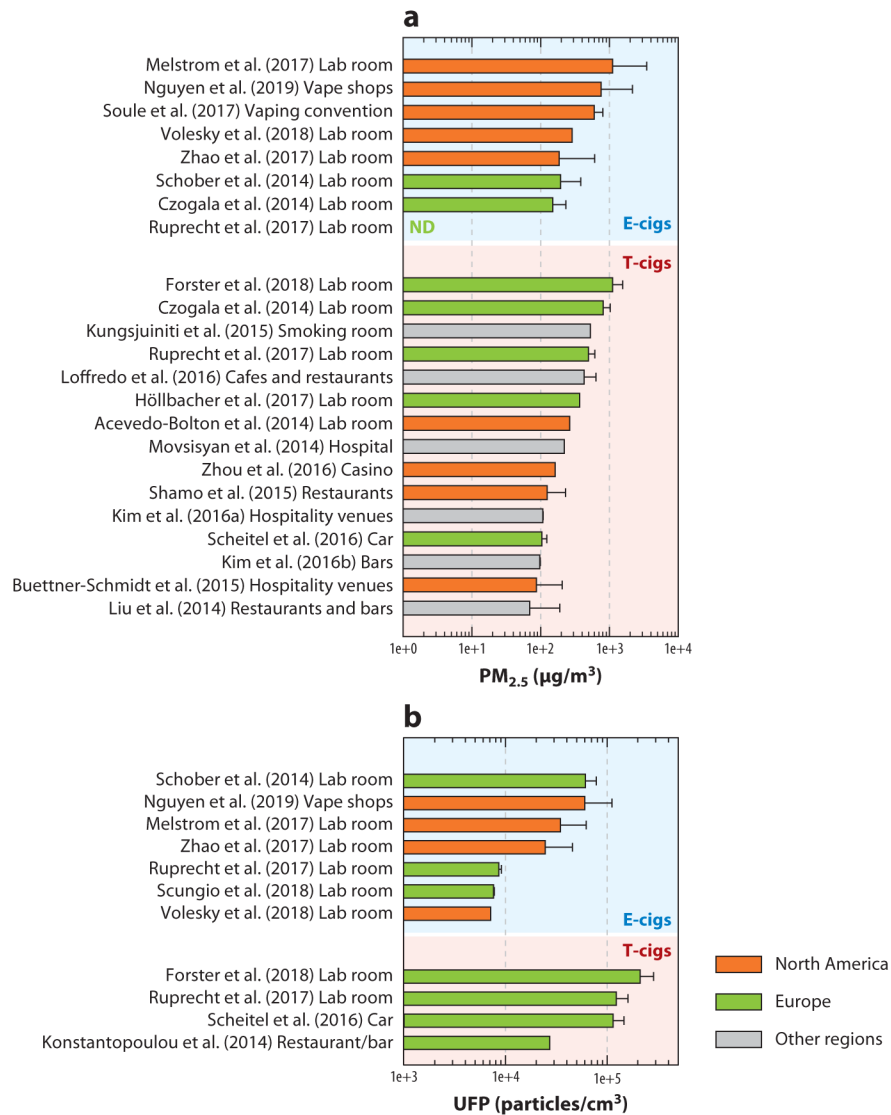 a
Melstrom et al. (2017) Lab room
Nguyen et al. (2019) Vape shops
Soule et al. (2017) Vaping convention
Volesky et al. (2018) Lab room
Zhao et al. (2017) Lab room
Schober et al. (2014) Lab room
Czogala et al. (2014) Lab room
Ruprecht et al. (2017) Lab room
ND
E-cigs
T-cigs
Forster et al. (2018) Lab room
Czogala et al. (2014) Lab room
Kungsjuiniti et al. (2015) Smoking room
Ruprecht et al. (2017) Lab room
Loffredo et al. (2016) Cafes and restaurants
Höllbacher et al. (2017) Lab room
Acevedo-Bolton et al. (2014) Lab room
Movsisyan et al. (2014) Hospital
Zhou et al. (2016) Casino
Shamo et al. (2015) Restaurants
Kim et al. (2016a) Hospitality venues
Scheitel et al. (2016) Car
Kim et al. (2016b) Bars
Buettner-Schmidt et al. (2015) Hospitality venues
Liu et al. (2014) Restaurants and bars
1e+0 1e+1 1e+2 1e+3 1e+4
PM2.5 (µg/m³)
b
Schober et al. (2014) Lab room
Nguyen et al. (2019) Vape shops
Melstrom et al. (2017) Lab room
Zhao et al. (2017) Lab room
Ruprecht et al. (2017) Lab room
Scungio et al. (2018) Lab room
Volesky et al. (2018) Lab room
E-cigs
T-cigs
Forster et al. (2018) Lab room
Ruprecht et al. (2017) Lab room
Scheitel et al. (2016) Car
Konstantopoulou et al. (2014) Restaurant/bar
1e+3 1e+4 1e+5
UFP (particles/cm³)
North America
Europe
Other regions